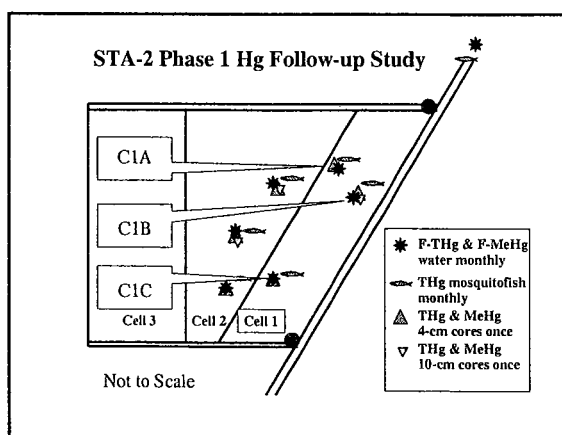 STA-2 Phase 1 Hg Follow-up Study
C1A
C1B
C1C
Cell 3
Cell 2
Cell 1
Not to Scale
F-THg & F-MeHg
water monthly
THg mosquitofish
monthly
THg & MeHg
4-cm cores once
THg & MeHg
10-cm cores once